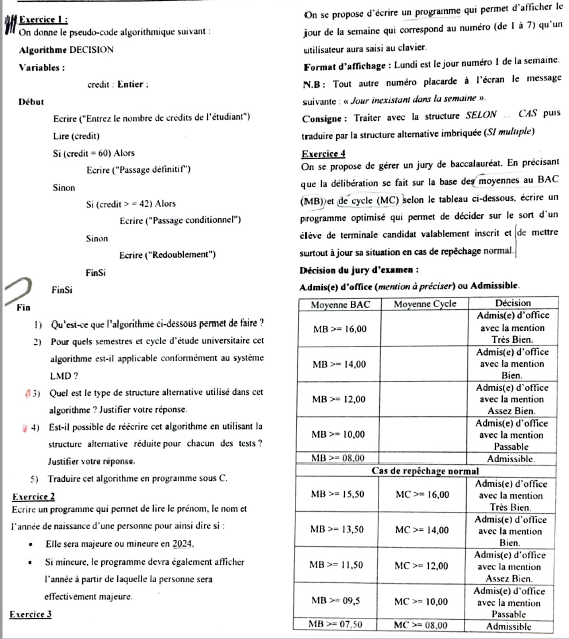 Exercice 1 :
On donne le pseudo-code algorithmique suivant :
Algorithme DECISION
Variables :
credit : Entier ;
Début
Ecrire ("Entrez le nombre de crédits de l'étudiant")
Lire (credit)
Si (credit = 60) Alors
Ecrire ("Passage définitif")
Sinon
Si (credit > = 42) Alors
Ecrire ("Passage conditionnel")
Sinon
Ecrire ("Redoublement")
FinSi
FinSi
Fin
1) Qu'est-ce que l'algorithme ci-dessous permet de faire ?
2) Pour quels semestres et cycle d'étude universitaire cet
algorithme est-il applicable conformément au système
LMD ?
3) Quel est le type de structure alternative utilisé dans cet
algorithme ? Justifier votre réponse.
4) Est-il possible de réécrire cet algorithme en utilisant la
structure alternative réduite pour chacun des tests ?
Justifier votre réponse.
5) Traduire cet algorithme en programme sous C.
Exercice 2
Ecrire un programme qui permet de lire le prénom, le nom et
l'année de naissance d'une personne pour ainsi dire si :
• Elle sera majeure ou mineure en 2024.
• Si mineure, le programme devra également afficher
l'année à partir de laquelle la personne sera
effectivement majeure.
Exercice 3
On se propose d'écrire un programme qui permet d'afficher le
jour de la semaine qui correspond au numéro (de 1 à 7) qu'un
utilisateur aura saisi au clavier.
Format d'affichage : Lundi est le jour numéro 1 de la semaine.
N.B : Tout autre numéro placarde à l'écran le message
suivante : « Jour inexistant dans la semaine ».
Consigne : Traiter avec la structure SELON ... CAS puis
traduire par la structure alternative imbriquée (SI multiple)
Exercice 4
On se propose de gérer un jury de baccalauréat. En précisant
que la délibération se fait sur la base des moyennes au BAC
(MB) et de cycle (MC) selon le tableau ci-dessous, écrire un
programme optimisé qui permet de décider sur le sort d'un
élève de terminale candidat valablement inscrit et de mettre
surtout à jour sa situation en cas de repêchage normal.
Décision du jury d'examen :
Admis(e) d'office (mention à préciser) ou Admissible.
Moyenne BAC Moyenne Cycle Décision
Admis(e) d'office
MB >= 16,00 avec la mention
Très Bien.
Admis(e) d'office
MB >= 14,00 avec la mention
Bien.
Admis(e) d'office
MB >= 12,00 avec la mention
Assez Bien.
Admis(e) d'office
MB >= 10,00 avec la mention
Passable
MB >= 08,00 Admissible.
Cas de repêchage normal
Admis(e) d'office
MB >= 15,50 MC >= 16,00 avec la mention
Très Bien.
Admis(e) d'office
MB >= 13,50 MC >= 14,00 avec la mention
Bien.
Admis(e) d'office
MB >= 11,50 MC >= 12,00 avec la mention
Assez Bien.
Admis(e) d'office
MB >= 09,5 MC >= 10,00 avec la mention
Passable
MB >= 07,50 MC >= 08,00 Admissible